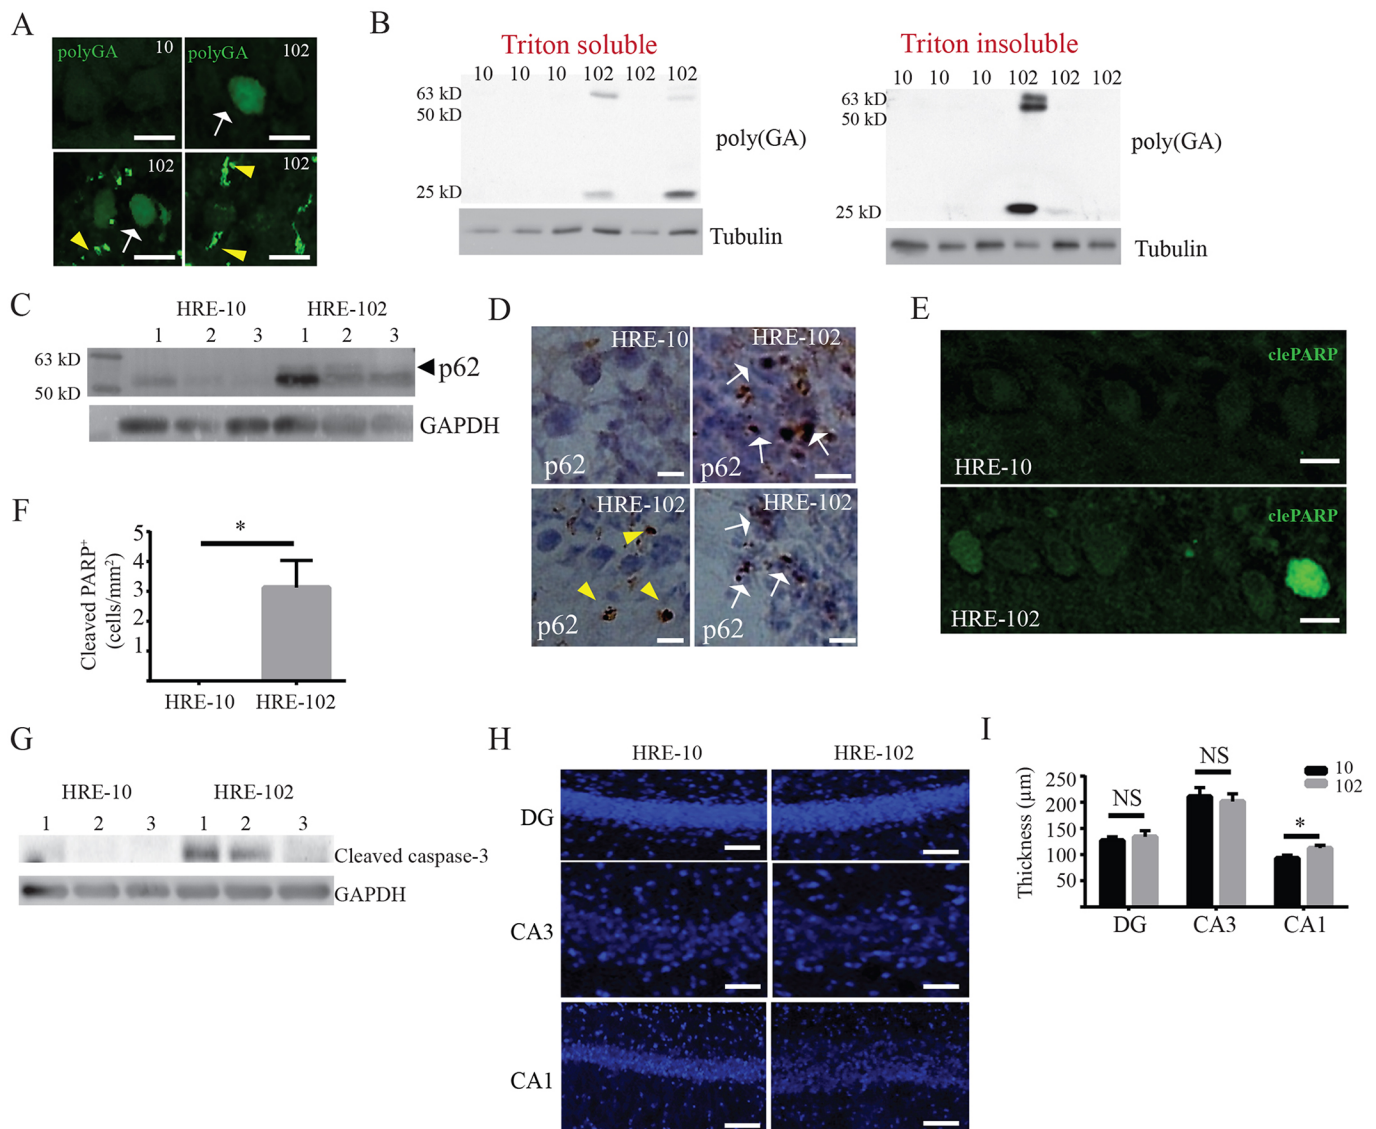 A
polyGA 10
polyGA 102
102
102
B
Triton soluble
10 10 10 102 102 102
63 kD
50 kD
25 kD
poly(GA)
Tubulin
Triton insoluble
10 10 10 102 102 102
63 kD
50 kD
25 kD
poly(GA)
Tubulin
C
HRE-10 HRE-102
1 2 3 1 2 3
63 kD
50 kD
p62
GAPDH
D
HRE-10
p62
HRE-102
p62
HRE-102
p62
HRE-102
p62
E
clePARP
HRE-10
clePARP
HRE-102
F
Cleaved PARP+
(cells/mm2)
5
4
3
2
1
*
HRE-10 HRE-102
G
HRE-10 HRE-102
1 2 3 1 2 3
Cleaved caspase-3
GAPDH
H
HRE-10 HRE-102
DG
CA3
CA1
I
Thickness (µm)
250
200
150
100
50
NS
NS
*
10
102
DG CA3 CA1